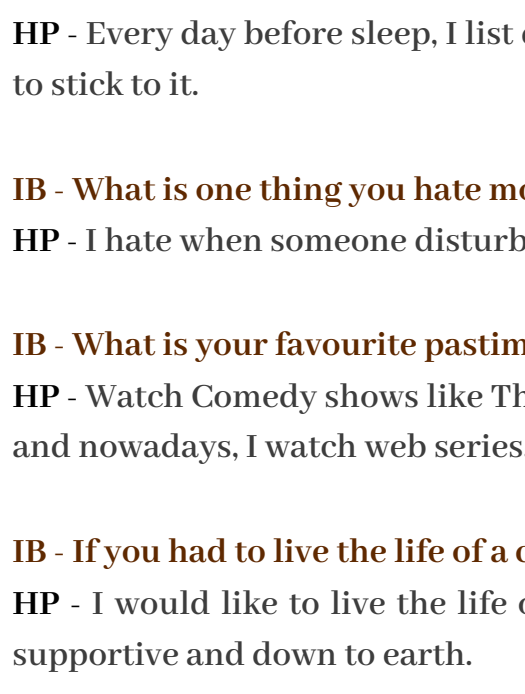 HP - Every day before sleep, I list
to stick to it.
IB - What is one thing you hate
HP - I hate when someone
IB - What is your favourite
HP - Watch Comedy shows like
and nowadays, I watch web series
IB - If you had to live the life of a
HP - I would like to live the life
supportive and down to earth.